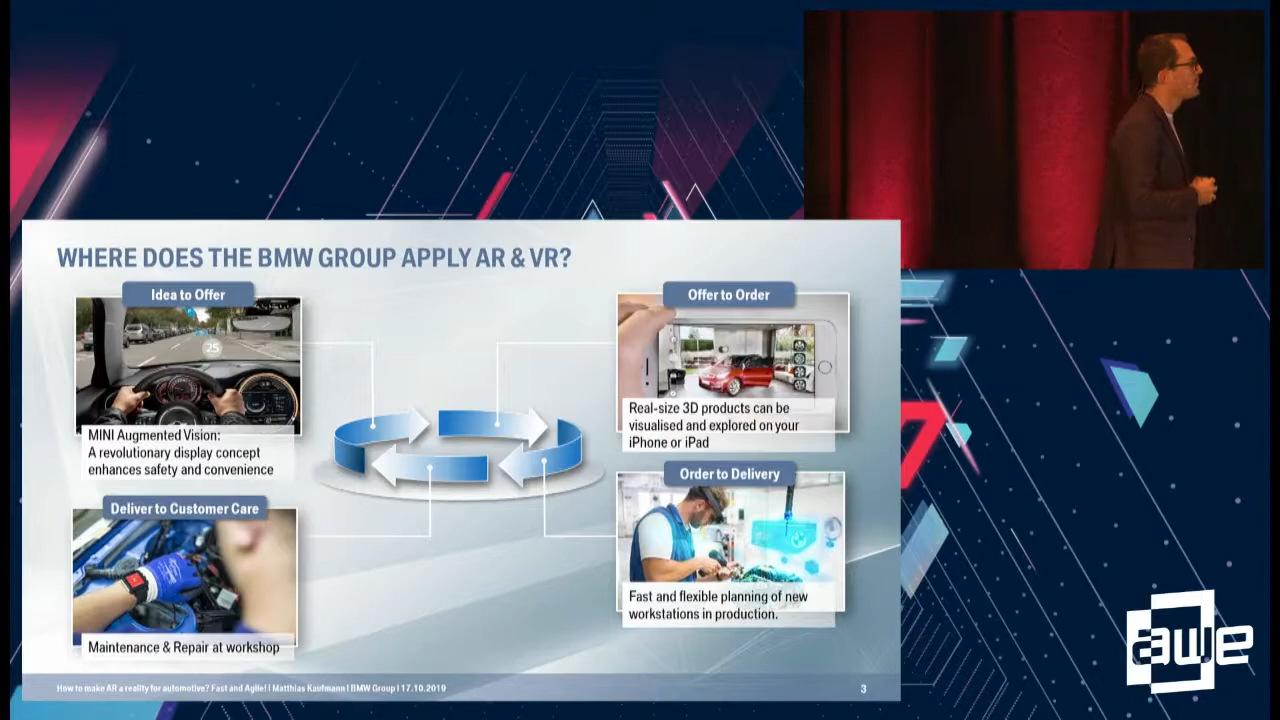 WHERE DOES THE BMW GROUP APPLY AR & VR?
Idea to Offer
25
MINI Augmented Vision:
A revolutionary display concept
enhances safety and convenience
Offer to Order
Real-size 3D products can be
visualised and explored on your
iPhone or iPad
Deliver to Customer Care
Maintenance & Repair at workshop
Order to Delivery
Fast and flexible planning of new
workstations in production.
How to make AR a reality for automotive? Fast and Agile! | Matthias Kaufmann | BMW Group | 17.10.2019
3
awe